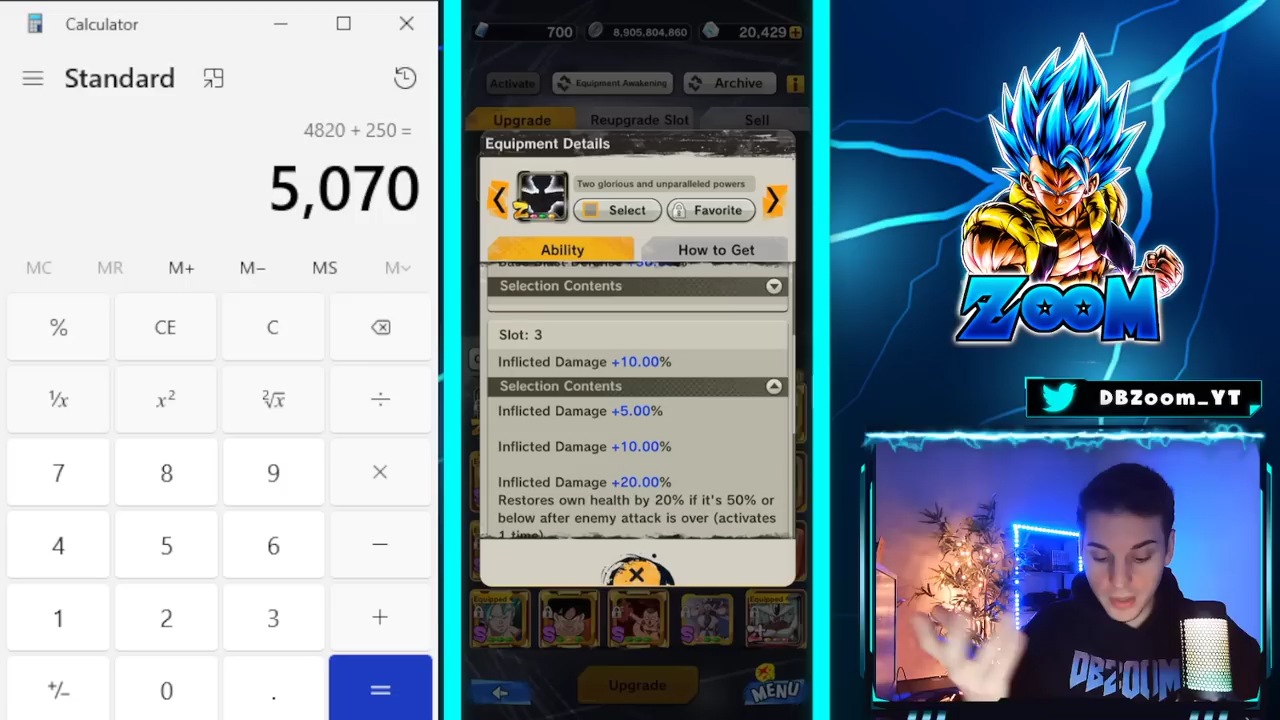 Calculator
Standard
4820 + 250 =
5,070
MC MR M+ M− MS M˅
% CE C
¹/x x² ²√x ÷
7 8 9 ×
4 5 6 −
1 2 3 +
+/− 0 . =
700 8,905,804,860 20,429
Activate Equipment Awakening Archive
Upgrade Reupgrade Slot Sell
Equipment Details
Two glorious and unparalleled powers
Z
Select Favorite
Ability How to Get
Selection Contents
Slot: 3
Inflicted Damage +10.00%
Selection Contents
Inflicted Damage +5.00%
Inflicted Damage +10.00%
Inflicted Damage +20.00%
Restores own health by 20% if it's 50% or
below after enemy attack is over (activates
1 time)
Equipped Equipped
S S S S
Upgrade
MENU
ZOOM
DBZoom_YT
DBZOOM